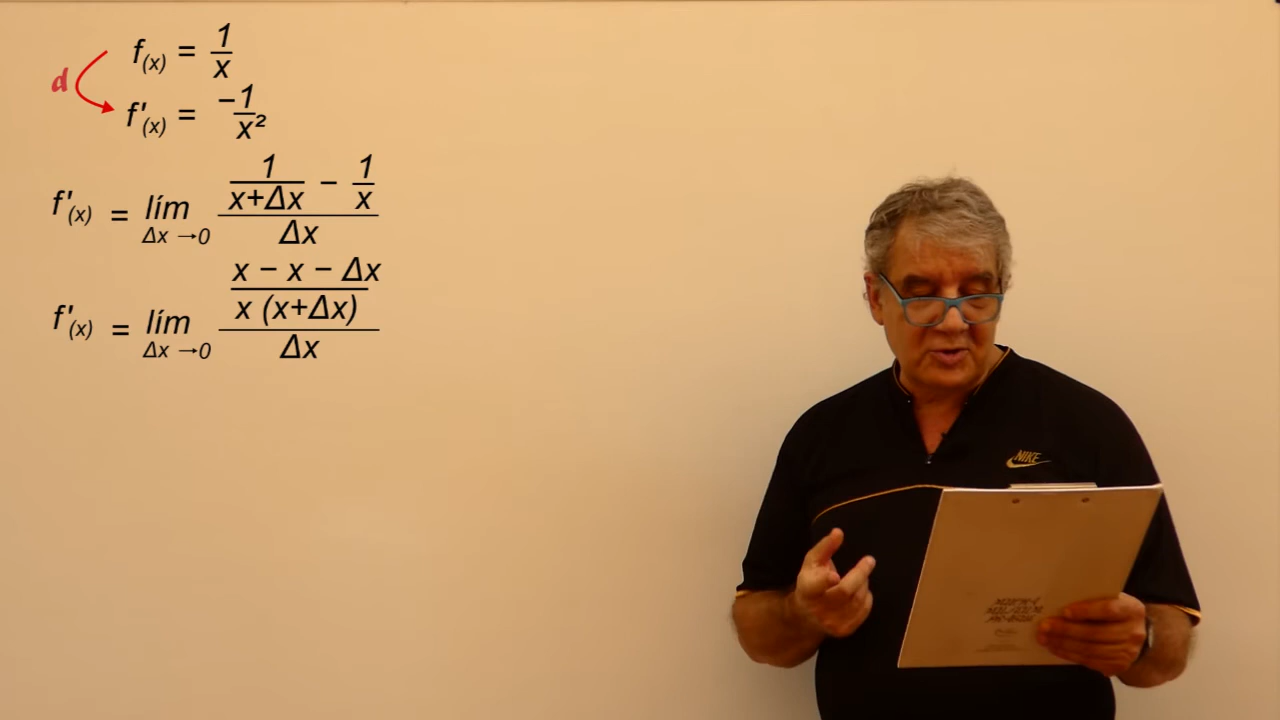 f(x) = 1/x
d
f'(x) = −1/x²
f'(x) = lím Δx→0 (1/(x+Δx) − 1/x)/Δx
f'(x) = lím Δx→0 ((x − x − Δx)/(x (x+Δx)))/Δx
NIKE